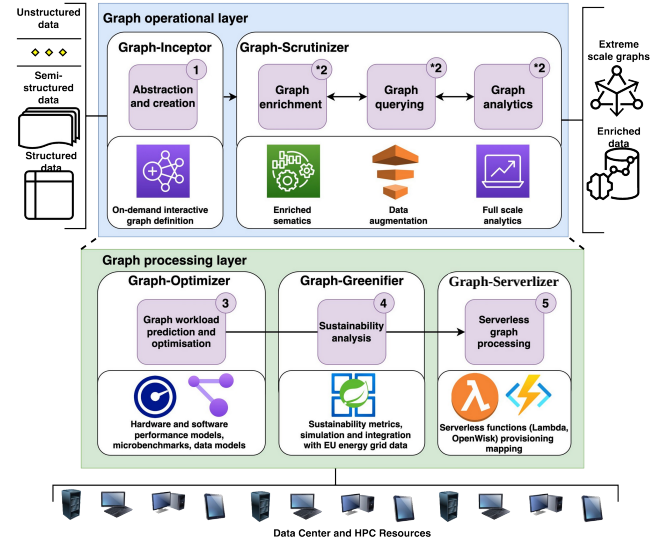 Unstructured
data
Semi-
structured
data
Structured
data
Graph operational layer
Graph-Inceptor
1
Abstraction
and creation
On-demand interactive
graph definition
Graph-Scrutinizer
*2
Graph
enrichment
*2
Graph
querying
*2
Graph
analytics
Enriched
sematics
Data
augmentation
Full scale
analytics
Extreme
scale graphs
Enriched
data
Graph processing layer
Graph-Optimizer
3
Graph workload
prediction and
optimisation
Hardware and software
performance models,
microbenchmarks, data models
Graph-Greenifier
4
Sustainability
analysis
Sustainability metrics,
simulation and integration
with EU energy grid data
Graph-Serverlizer
5
Serverless
graph
processing
Serverless functions (Lambda,
OpenWisk) provisioning
mapping
Data Center and HPC Resources